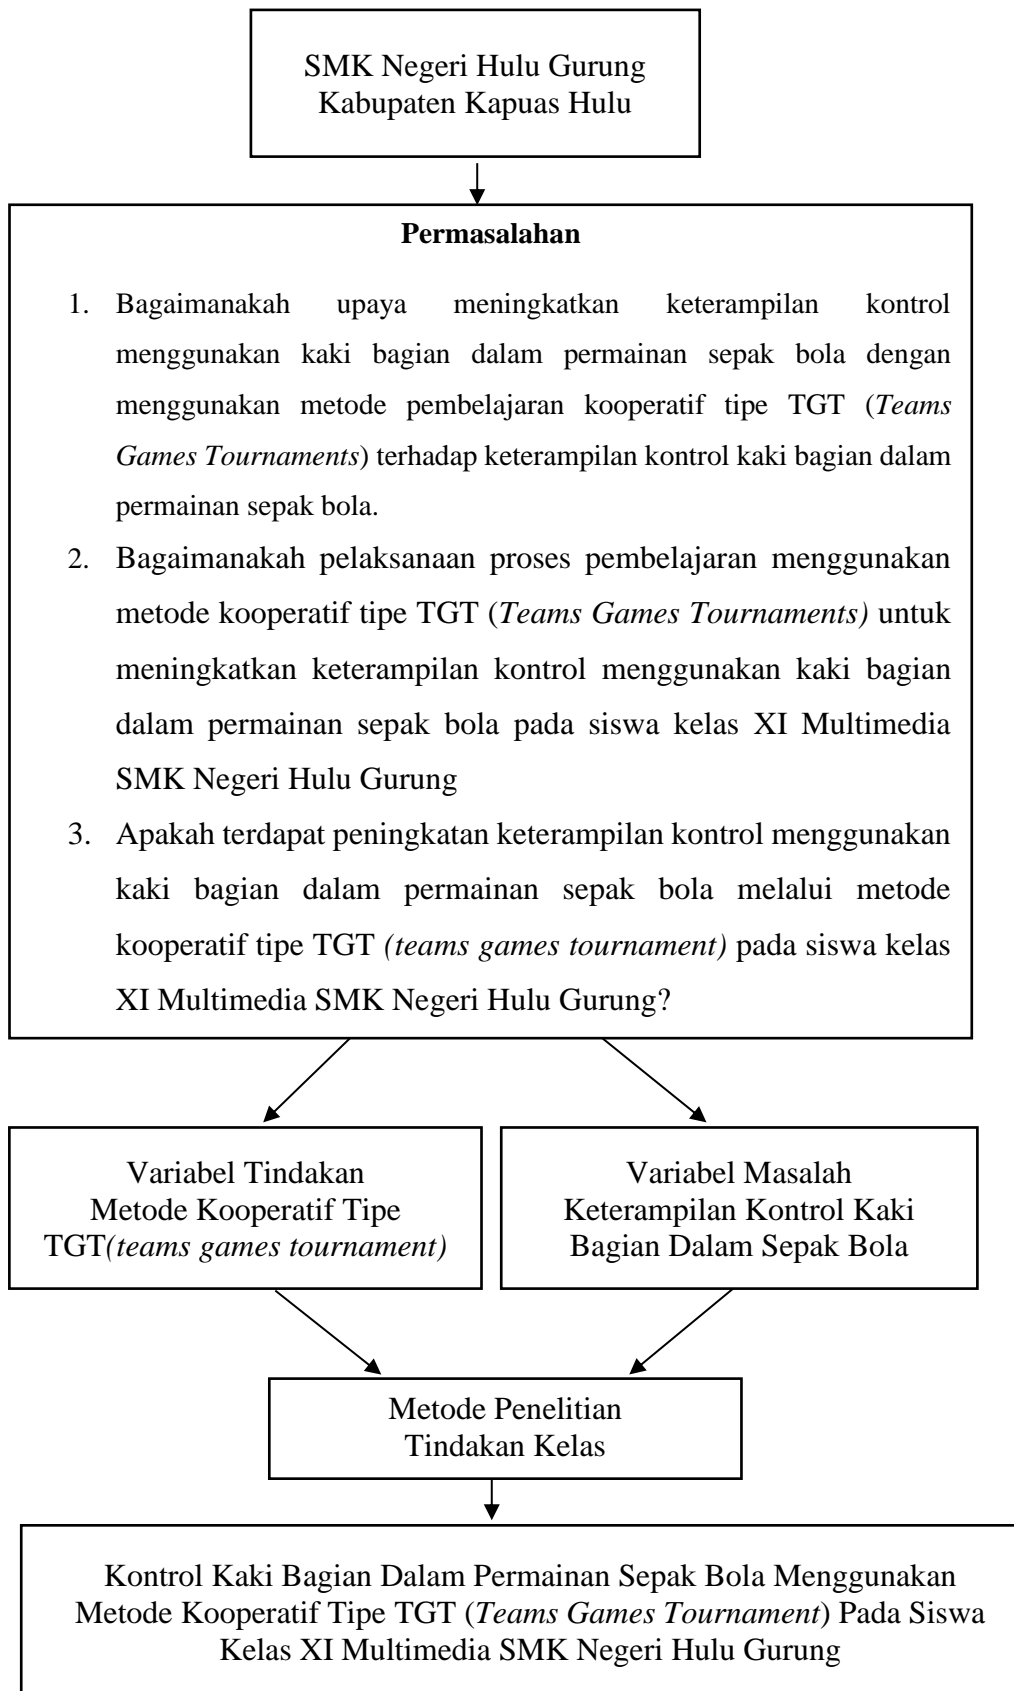 SMK Negeri Hulu Gurung
Kabupaten Kapuas Hulu
Permasalahan
1. Bagaimanakah upaya meningkatkan keterampilan kontrol
menggunakan kaki bagian dalam permainan sepak bola dengan
menggunakan metode pembelajaran kooperatif tipe TGT (Teams
Games Tournaments) terhadap keterampilan kontrol kaki bagian dalam
permainan sepak bola.
2. Bagaimanakah pelaksanaan proses pembelajaran menggunakan
metode kooperatif tipe TGT (Teams Games Tournaments) untuk
meningkatkan keterampilan kontrol menggunakan kaki bagian
dalam permainan sepak bola pada siswa kelas XI Multimedia
SMK Negeri Hulu Gurung
3. Apakah terdapat peningkatan keterampilan kontrol menggunakan
kaki bagian dalam permainan sepak bola melalui metode
kooperatif tipe TGT (teams games tournament) pada siswa kelas
XI Multimedia SMK Negeri Hulu Gurung?
Variabel Tindakan
Metode Kooperatif Tipe
TGT(teams games tournament)
Variabel Masalah
Keterampilan Kontrol Kaki
Bagian Dalam Sepak Bola
Metode Penelitian
Tindakan Kelas
Kontrol Kaki Bagian Dalam Permainan Sepak Bola Menggunakan
Metode Kooperatif Tipe TGT (Teams Games Tournament) Pada Siswa
Kelas XI Multimedia SMK Negeri Hulu Gurung